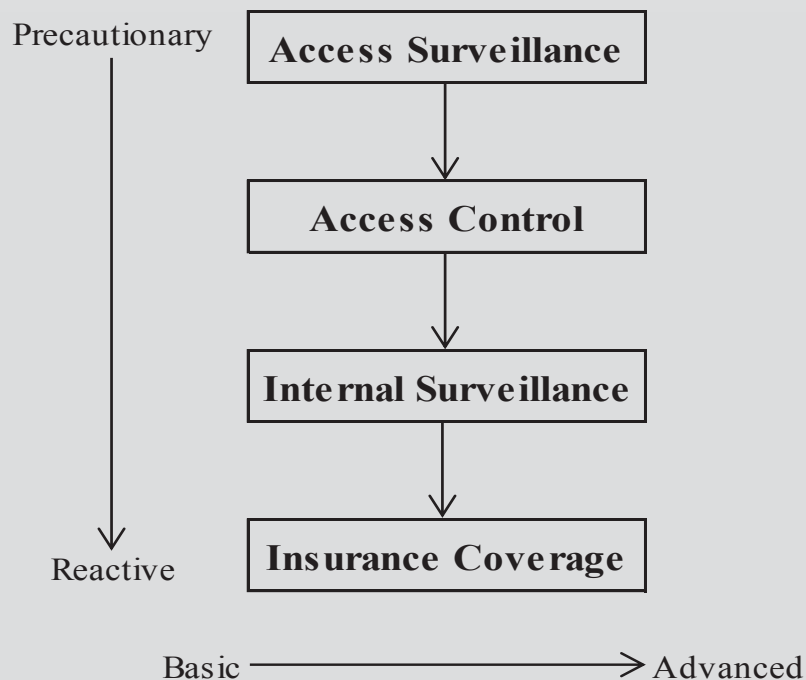 Precautionary
Access Surveillance
Access Control
Internal Surveillance
Insurance Coverage
Reactive
Basic
Advanced